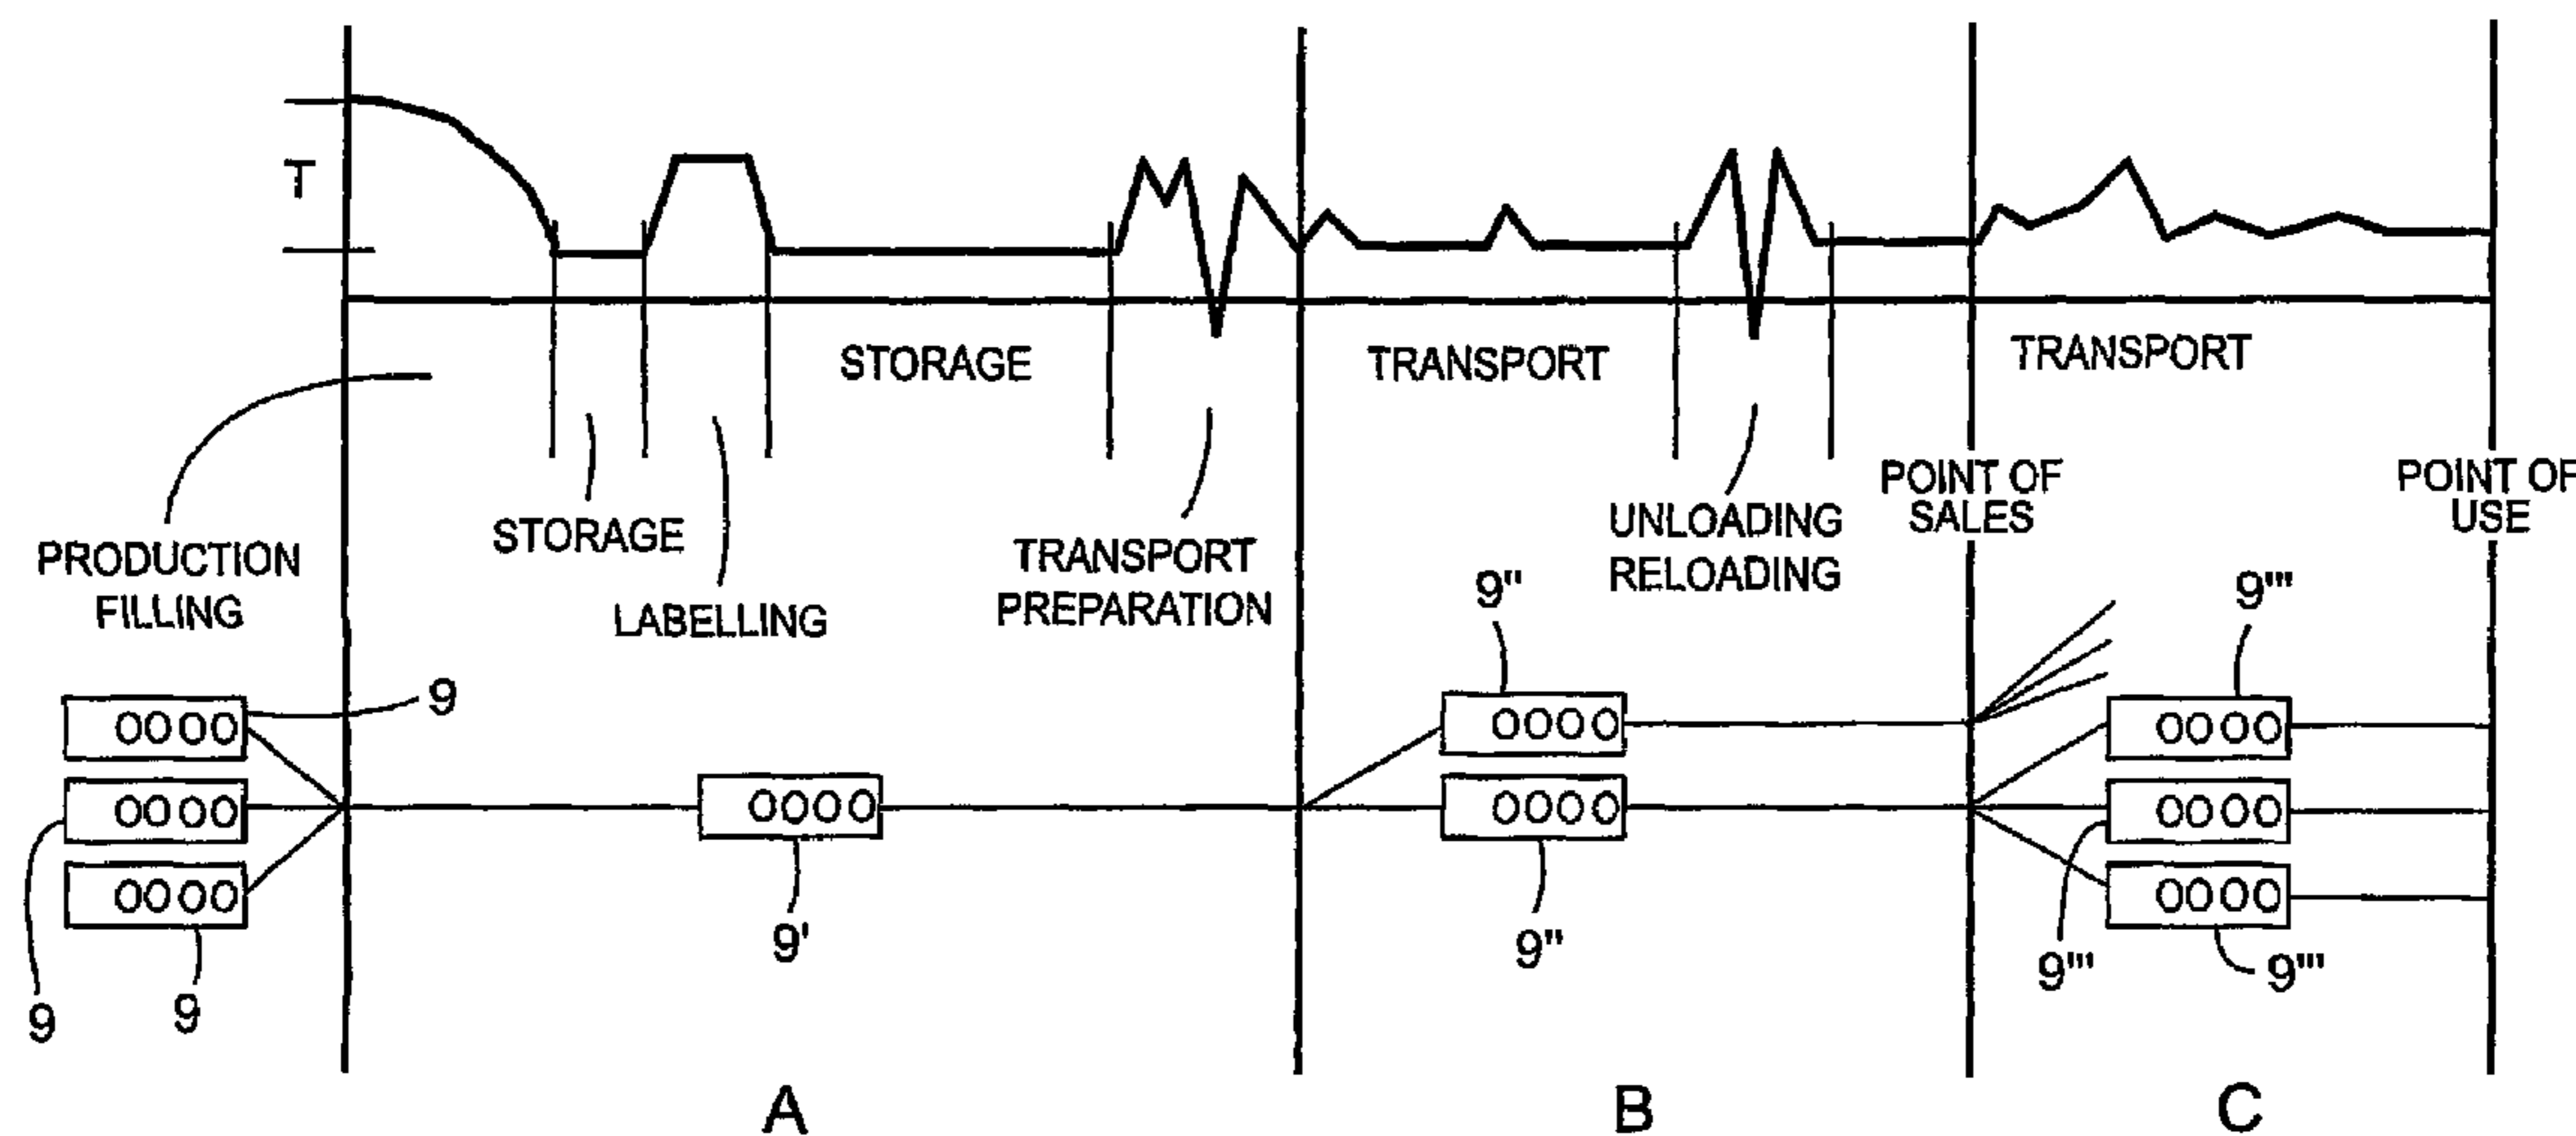 T
STORAGE
TRANSPORT
TRANSPORT
PRODUCTION
FILLING
STORAGE
LABELLING
TRANSPORT
PREPARATION
UNLOADING
RELOADING
POINT OF
SALES
POINT OF
USE
9
9
9
0000
0000
0000
0000
9'
9"
0000
0000
9"
9'''
0000
0000
0000
9'''
9'''
A
B
C